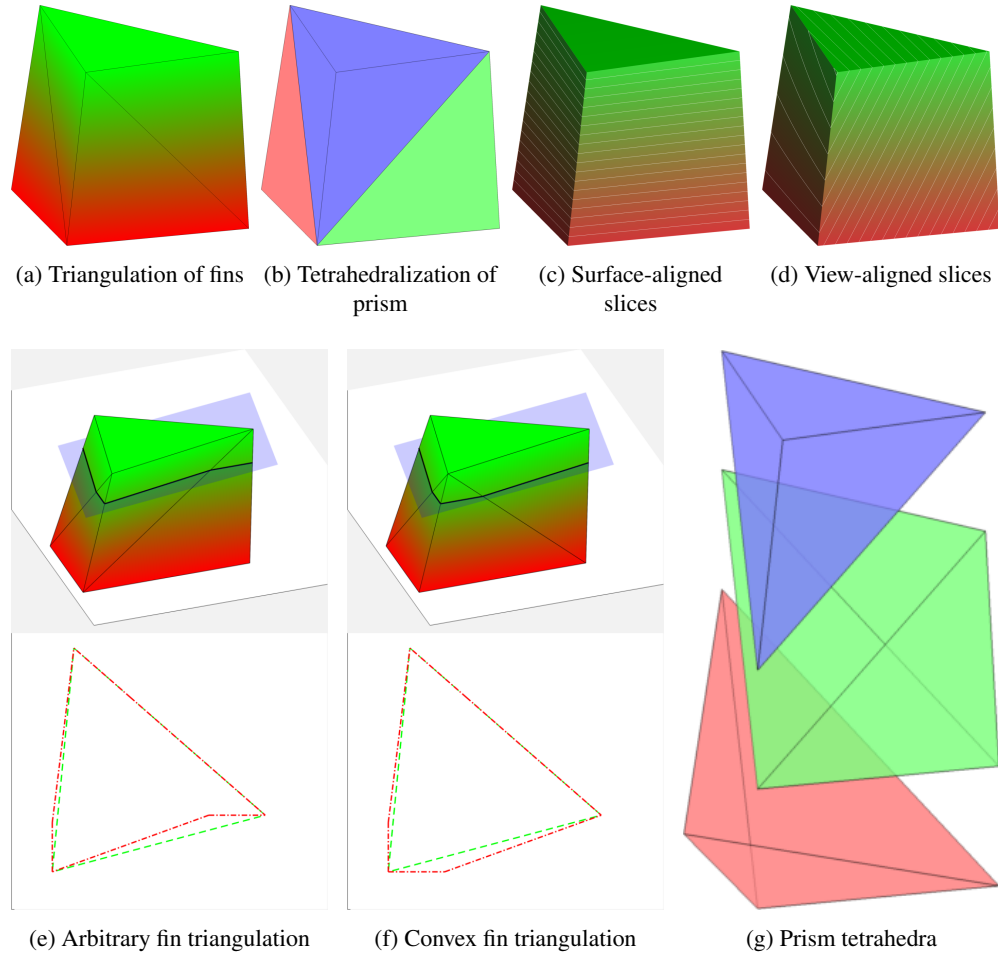 (a) Triangulation of fins
(b) Tetrahedralization of
prism
(c) Surface-aligned
slices
(d) View-aligned slices
(e) Arbitrary fin triangulation
(f) Convex fin triangulation
(g) Prism tetrahedra